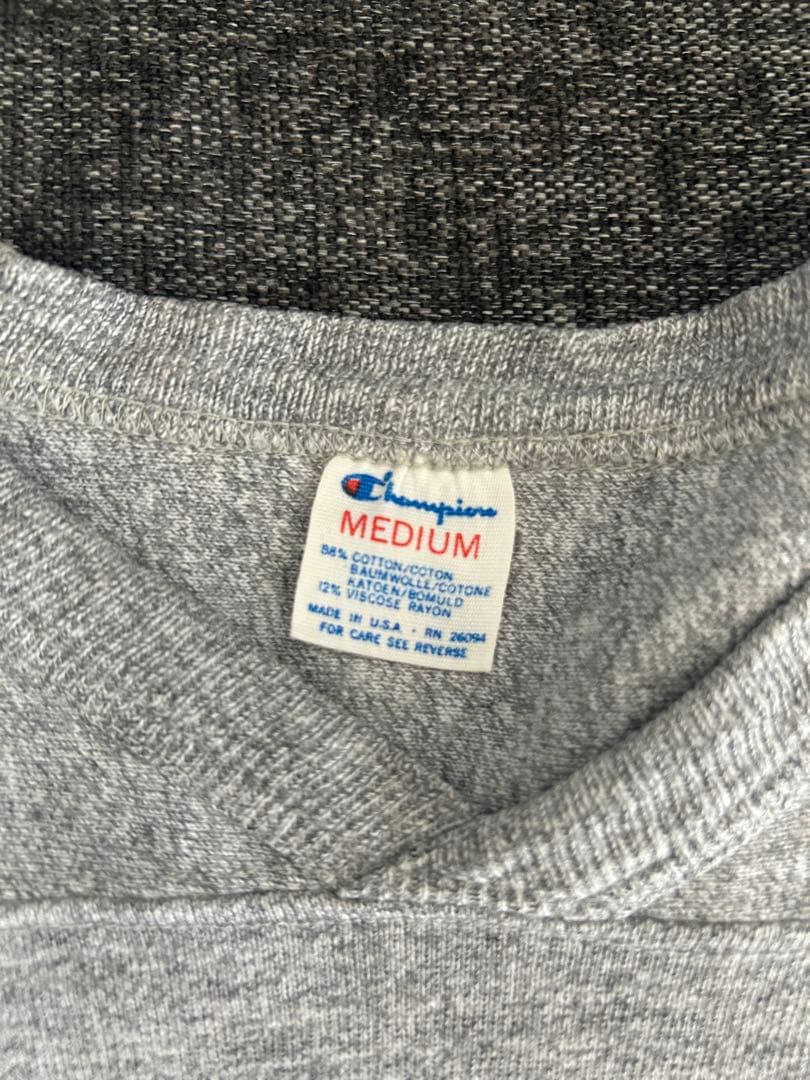 Champion
MEDIUM
88% COTTON/COTON
BAUMWOLLE/COTONE
KATOEN/BOMULD
12% VISCOSE RAYON
MADE IN U.S.A. · RN 26094
FOR CARE SEE REVERSE